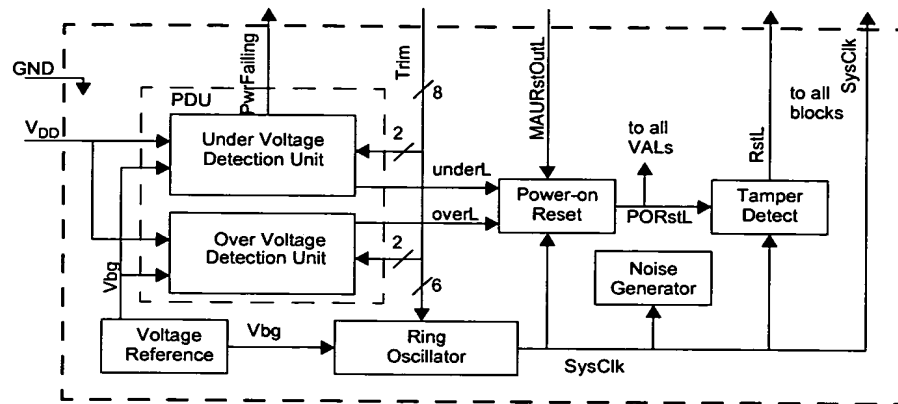 GND
PDU
PwrFailing
Trim
8
MAURstOutL
to all
VALs
RstL
to all
blocks
SysClk
VDD
Under Voltage
Detection Unit
2
underL
Power-on
Reset
PORstL
Tamper
Detect
overL
Over Voltage
Detection Unit
2
6
Vbg
Noise
Generator
Voltage
Reference
Vbg
Ring
Oscillator
SysClk